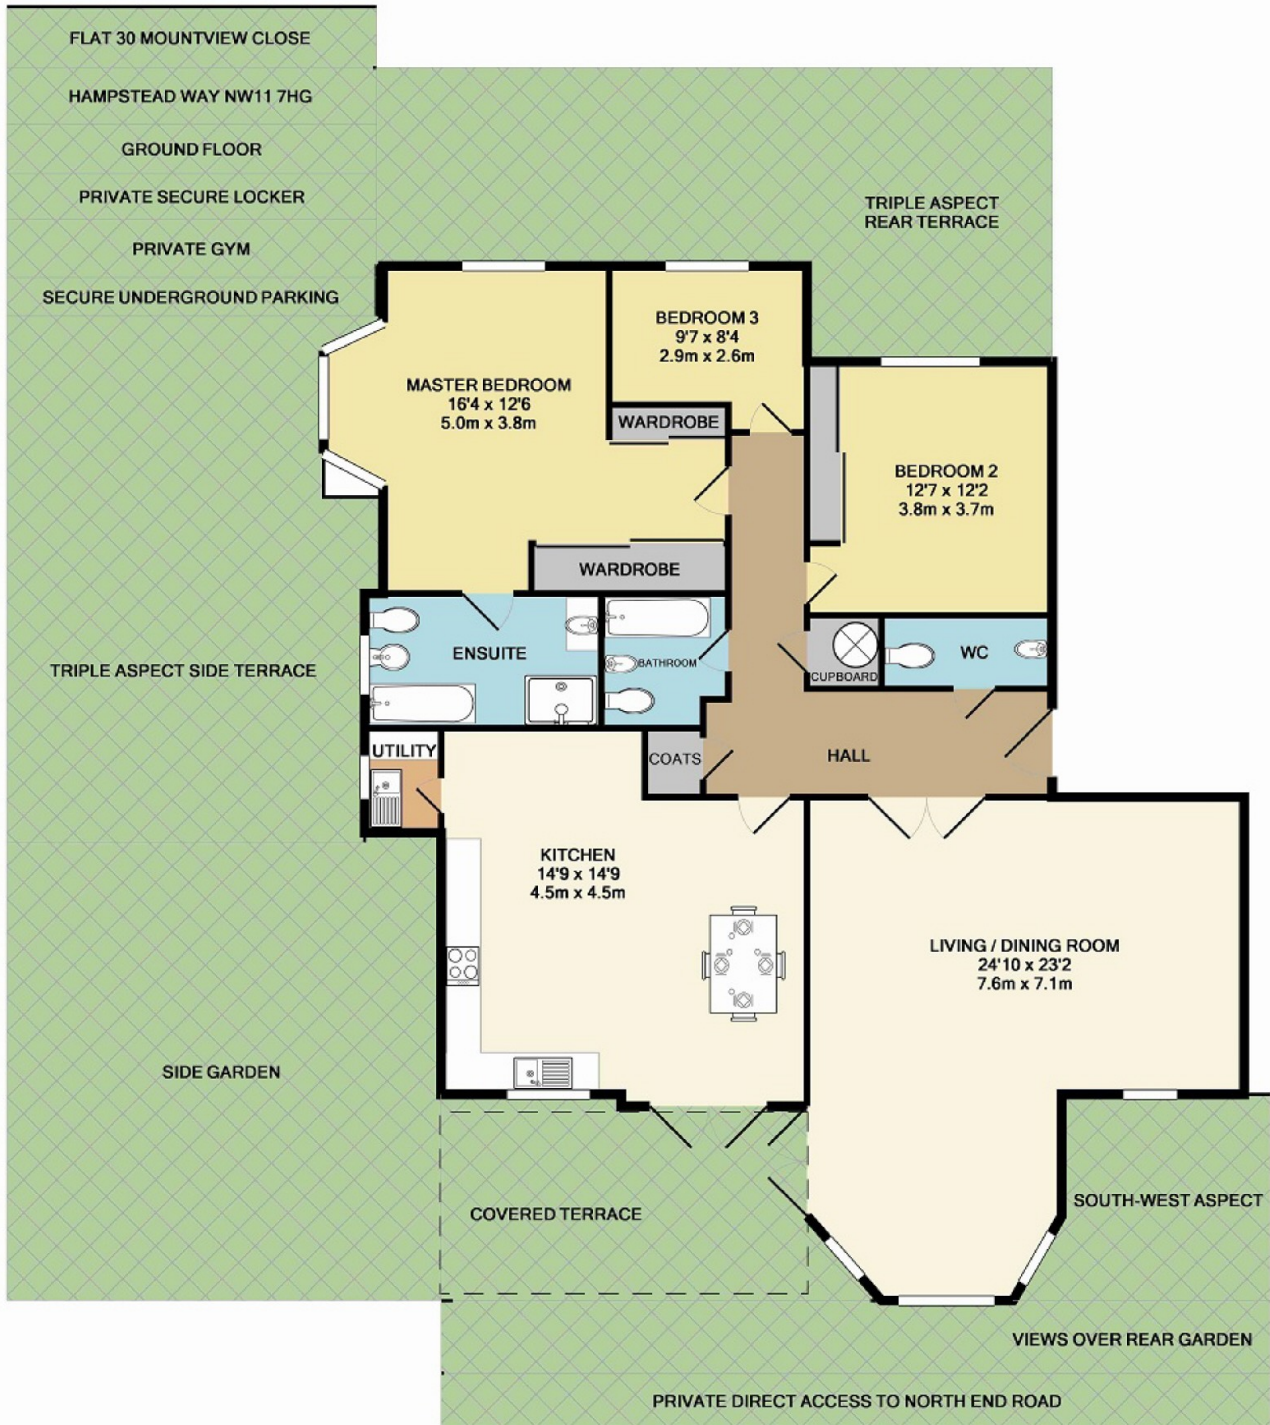 FLAT 30 MOUNTVIEW CLOSE
HAMPSTEAD WAY NW11 7HG
GROUND FLOOR
PRIVATE SECURE LOCKER
PRIVATE GYM
SECURE UNDERGROUND PARKING
TRIPLE ASPECT
REAR TERRACE
BEDROOM 3
9'7 x 8'4
2.9m x 2.6m
MASTER BEDROOM
16'4 x 12'6
5.0m x 3.8m
WARDROBE
BEDROOM 2
12'7 x 12'2
3.8m x 3.7m
WARDROBE
TRIPLE ASPECT SIDE TERRACE
ENSUITE
BATHROOM
CUPBOARD
WC
UTILITY
COATS
HALL
KITCHEN
14'9 x 14'9
4.5m x 4.5m
LIVING / DINING ROOM
24'10 x 23'2
7.6m x 7.1m
SIDE GARDEN
COVERED TERRACE
SOUTH-WEST ASPECT
VIEWS OVER REAR GARDEN
PRIVATE DIRECT ACCESS TO NORTH END ROAD